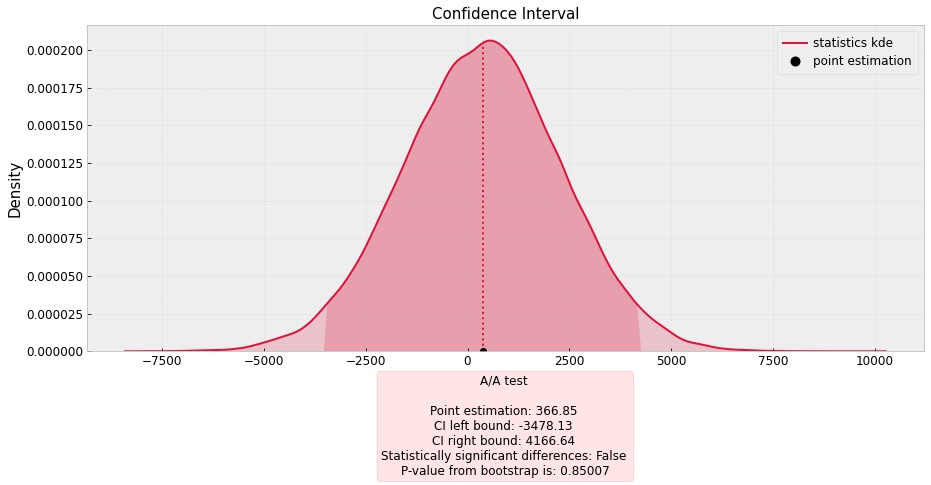 Confidence Interval
statistics kde
point estimation
Density
0.000200
0.000175
0.000150
0.000125
0.000100
0.000075
0.000050
0.000025
0.000000
−7500 −5000 −2500 0 2500 5000 7500 10000
A/A test
Point estimation: 366.85
CI left bound: -3478.13
CI right bound: 4166.64
Statistically significant differences: False
P-value from bootstrap is: 0.85007